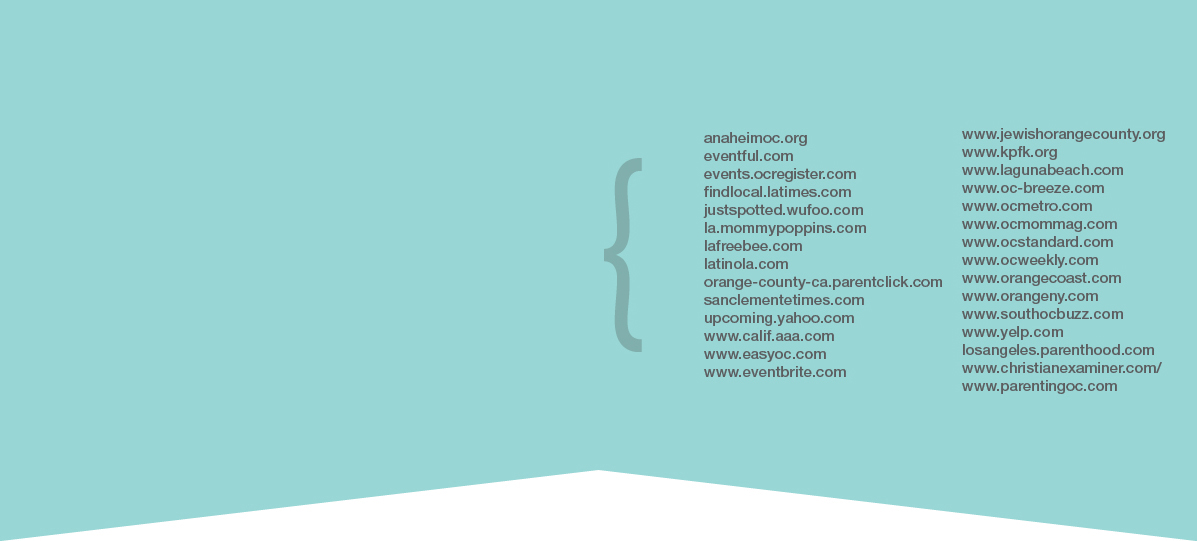 {
anaheimoc.org
eventful.com
events.ocregister.com
findlocal.latimes.com
justspotted.wufoo.com
la.mommypoppins.com
lafreebee.com
latinola.com
orange-county-ca.parentclick.com
sanclementetimes.com
upcoming.yahoo.com
www.calif.aaa.com
www.easyoc.com
www.eventbrite.com
www.jewishorangecounty.org
www.kpfk.org
www.lagunabeach.com
www.oc-breeze.com
www.ocmetro.com
www.ocmommag.com
www.ocstandard.com
www.ocweekly.com
www.orangecoast.com
www.orangeny.com
www.southocbuzz.com
www.yelp.com
losangeles.parenthood.com
www.christianexaminer.com/
www.parentingoc.com